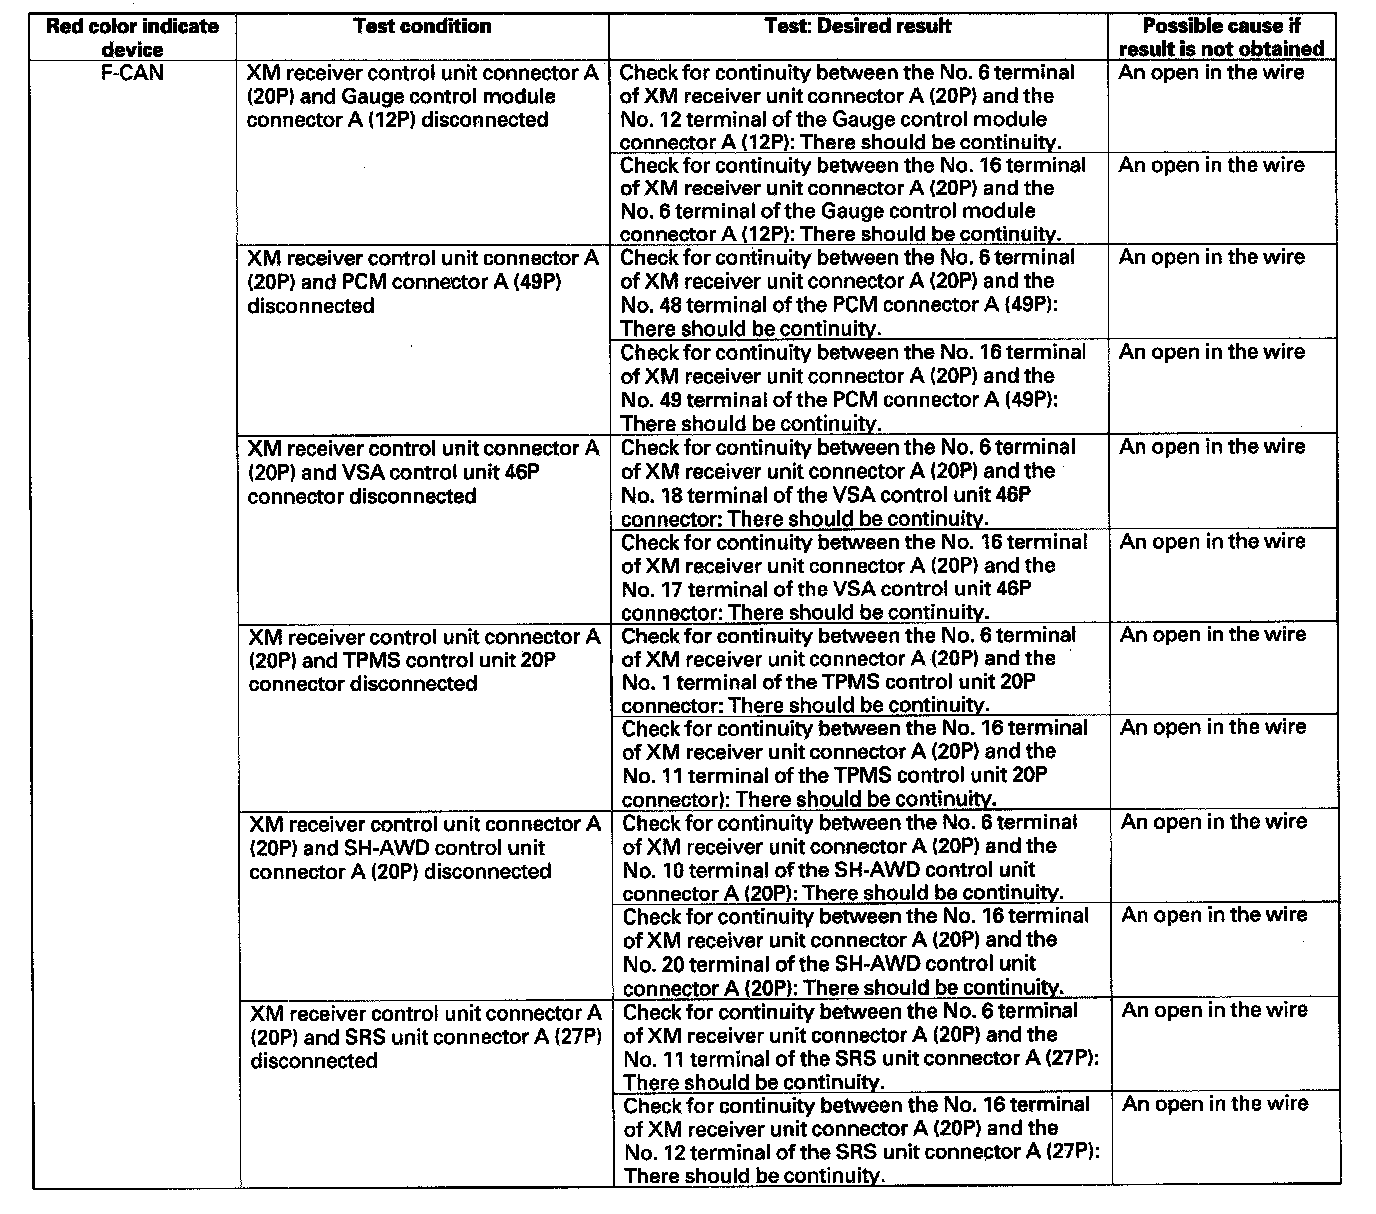 Red color indicate device
Test condition
Test: Desired result
Possible cause if result is not obtained
F-CAN
XM receiver control unit connector A
(20P) and Gauge control module
connector A (12P) disconnected
Check for continuity between the No. 6 terminal
of XM receiver unit connector A (20P) and the
No. 12 terminal of the Gauge control module
connector A (12P): There should be continuity.
An open in the wire
Check for continuity between the No. 16 terminal
of XM receiver unit connector A (20P) and the
No. 6 terminal of the Gauge control module
connector A (12P): There should be continuity.
An open in the wire
XM receiver control unit connector A
(20P) and PCM connector A (49P)
disconnected
Check for continuity between the No. 6 terminal
of XM receiver unit connector A (20P) and the
No. 48 terminal of the PCM connector A (49P):
There should be continuity.
An open in the wire
Check for continuity between the No. 16 terminal
of XM receiver unit connector A (20P) and the
No. 49 terminal of the PCM connector A (49P):
There should be continuity.
An open in the wire
XM receiver control unit connector A
(20P) and VSA control unit 46P
connector disconnected
Check for continuity between the No. 6 terminal
of XM receiver unit connector A (20P) and the
No. 18 terminal of the VSA control unit 46P
connector: There should be continuity.
An open in the wire
Check for continuity between the No. 16 terminal
of XM receiver unit connector A (20P) and the
No. 17 terminal of the VSA control unit 46P
connector: There should be continuity.
An open in the wire
XM receiver control unit connector A
(20P) and TPMS control unit 20P
connector disconnected
Check for continuity between the No. 6 terminal
of XM receiver unit connector A (20P) and the
No. 1 terminal of the TPMS control unit 20P
connector: There should be continuity.
An open in the wire
Check for continuity between the No. 16 terminal
of XM receiver unit connector A (20P) and the
No. 11 terminal of the TPMS control unit 20P
connector): There should be continuity.
An open in the wire
XM receiver control unit connector A
(20P) and SH-AWD control unit
connector A (20P) disconnected
Check for continuity between the No. 6 terminal
of XM receiver unit connector A (20P) and the
No. 10 terminal of the SH-AWD control unit
connector A (20P): There should be continuity.
An open in the wire
Check for continuity between the No. 16 terminal
of XM receiver unit connector A (20P) and the
No. 20 terminal of the SH-AWD control unit
connector A (20P): There should be continuity.
An open in the wire
XM receiver control unit connector A
(20P) and SRS unit connector A (27P)
disconnected
Check for continuity between the No. 6 terminal
of XM receiver unit connector A (20P) and the
No. 11 terminal of the SRS unit connector A (27P):
There should be continuity.
An open in the wire
Check for continuity between the No. 16 terminal
of XM receiver unit connector A (20P) and the
No. 12 terminal of the SRS unit connector A (27P):
There should be continuity.
An open in the wire